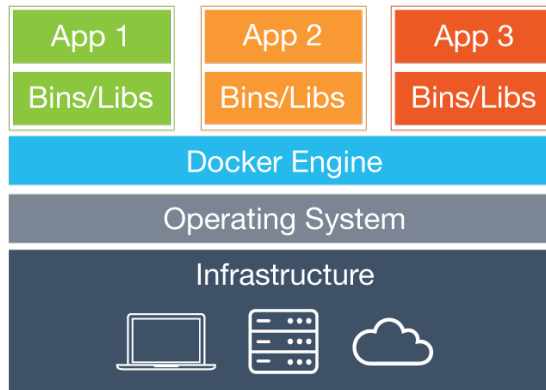 App 1
App 2
App 3
Bins/Libs
Bins/Libs
Bins/Libs
Docker Engine
Operating System
Infrastructure